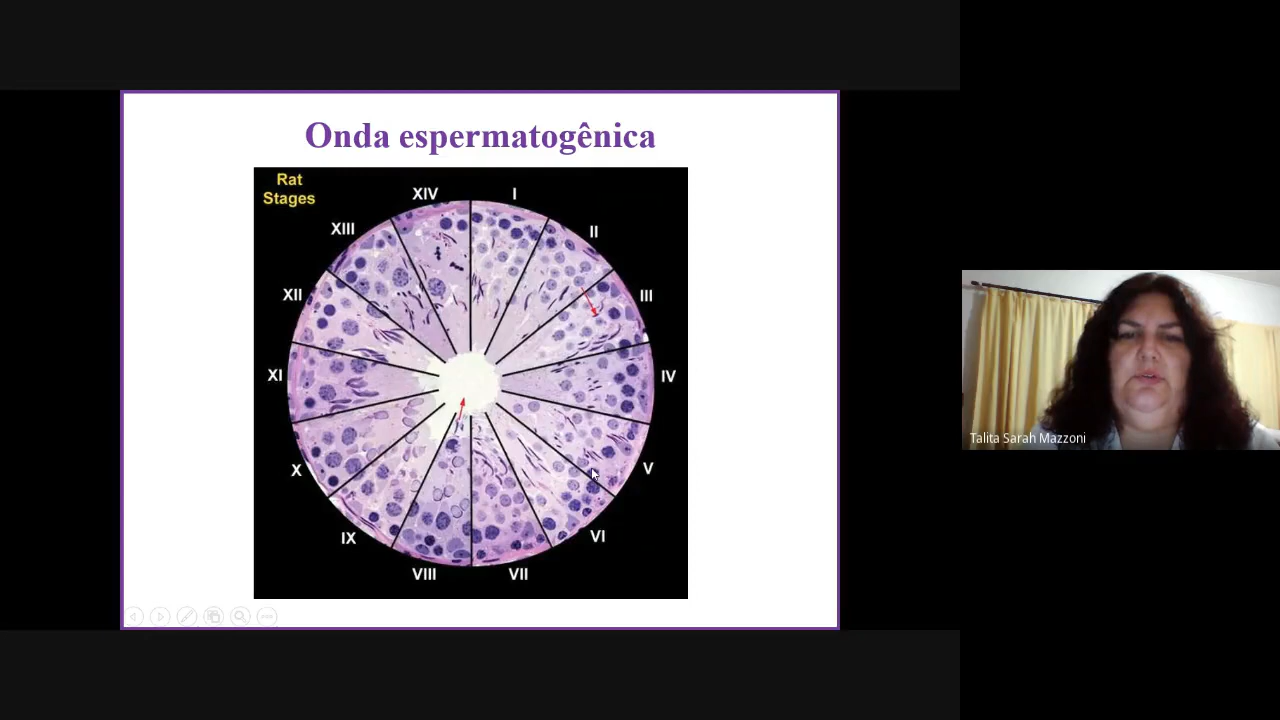 Onda espermatogênica
Rat
Stages
XIV
I
XIII
II
XII
III
XI
IV
X
V
IX
VI
VIII
VII
Talita Sarah Mazzoni